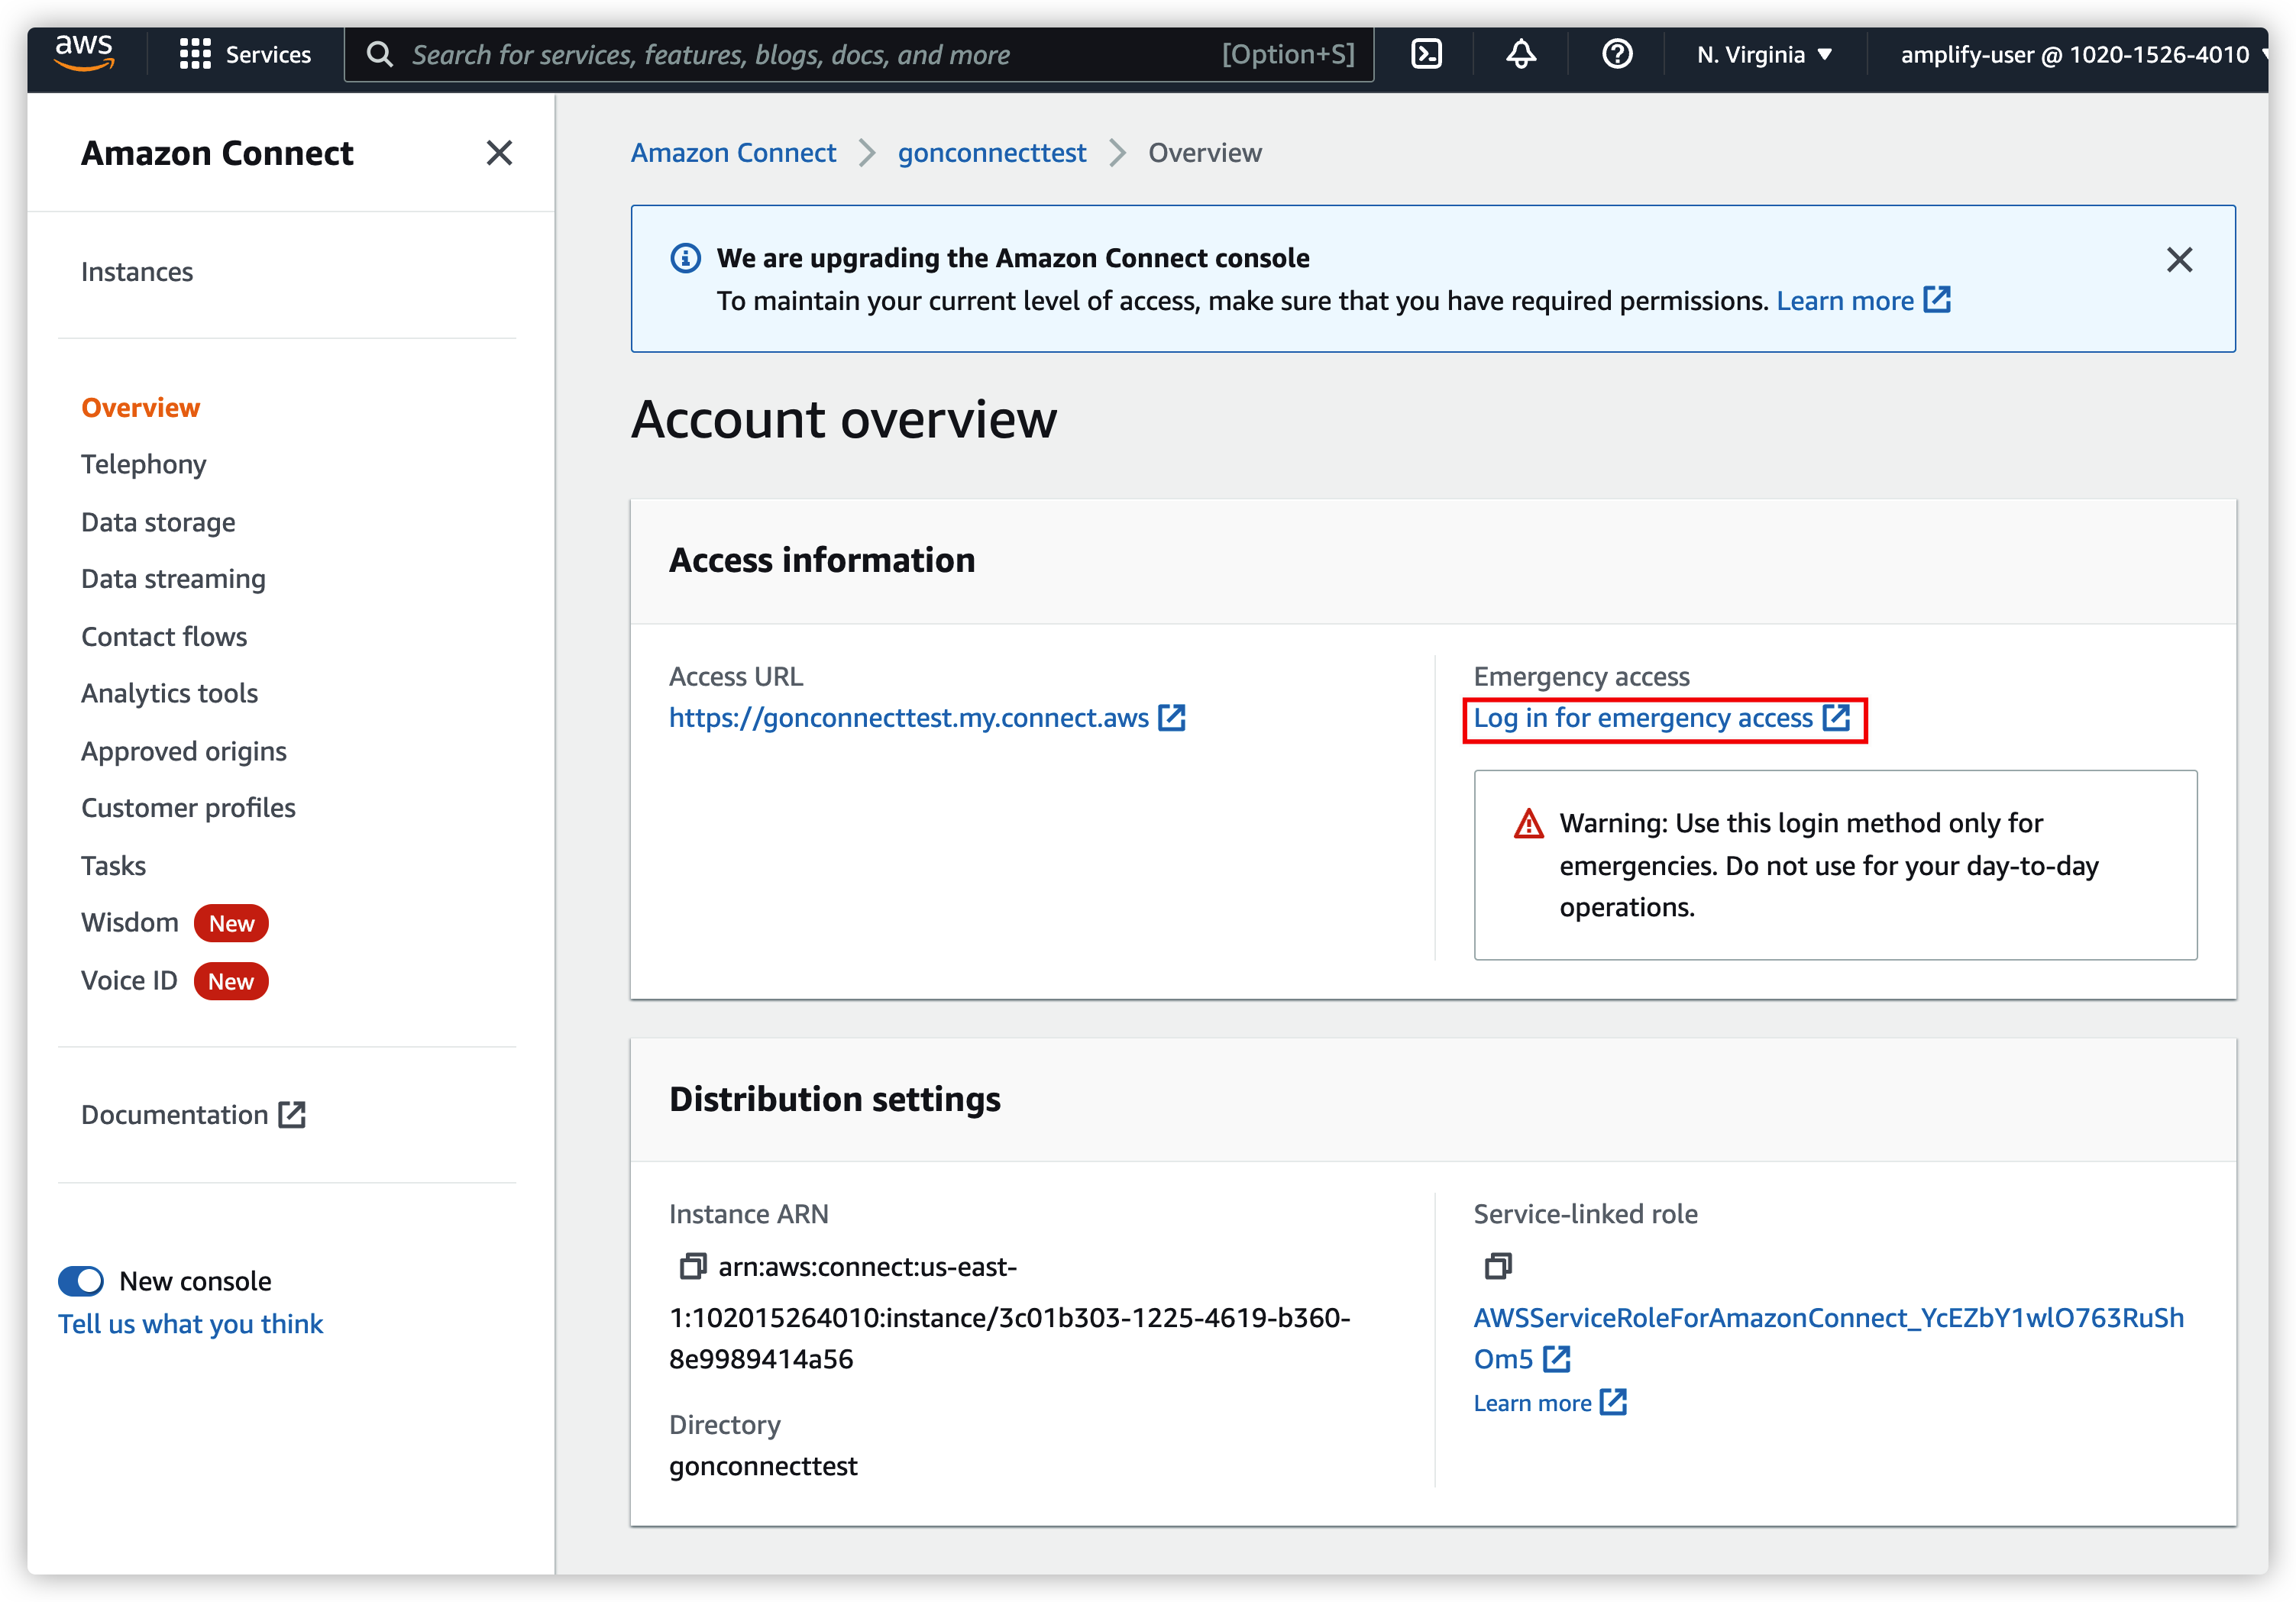 aws
Services
Search for services, features, blogs, docs, and more
[Option+S]
N. Virginia
amplify-user @ 1020-1526-4010
Amazon Connect
Instances
Overview
Telephony
Data storage
Data streaming
Contact flows
Analytics tools
Approved origins
Customer profiles
Tasks
Wisdom New
Voice ID New
Documentation
New console
Tell us what you think
Amazon Connect > gonconnecttest > Overview
We are upgrading the Amazon Connect console
To maintain your current level of access, make sure that you have required permissions. Learn more
Account overview
Access information
Access URL
https://gonconnecttest.my.connect.aws
Emergency access
Log in for emergency access
Warning: Use this login method only for
emergencies. Do not use for your day-to-day
operations.
Distribution settings
Instance ARN
arn:aws:connect:us-east-
1:102015264010:instance/3c01b303-1225-4619-b360-
8e9989414a56
Directory
gonconnecttest
Service-linked role
AWSServiceRoleForAmazonConnect_YcEZbY1wlO763RuSh
Om5
Learn more